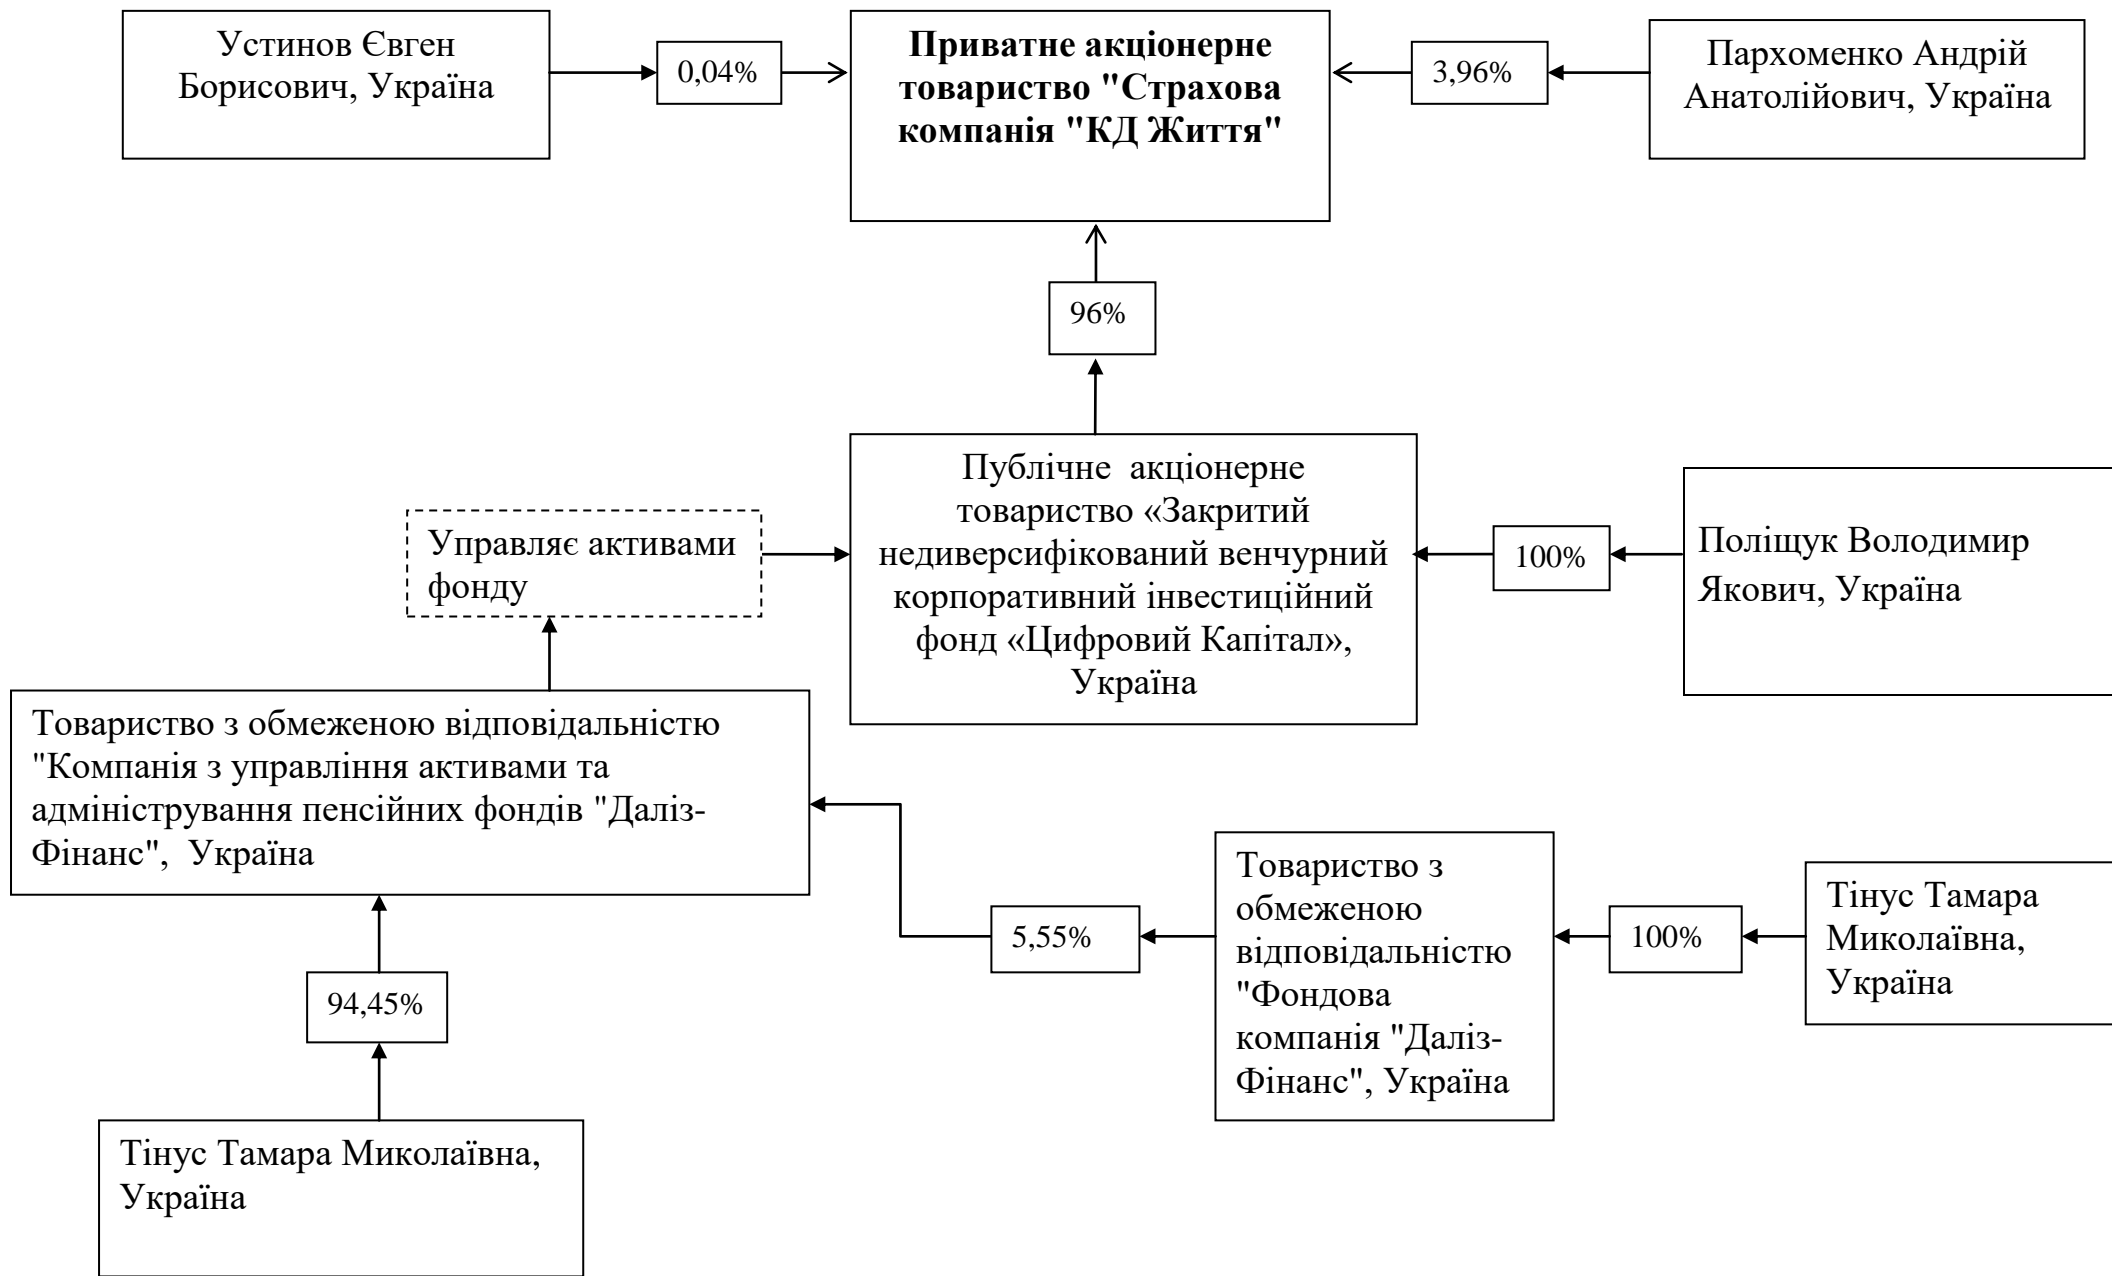 Устинов Євген
Борисович, Україна
0,04%
Приватне акціонерне
товариство "Страхова
компанія "КД Життя"
3,96%
Пархоменко Андрій
Анатолійович, Україна
96%
Управляє активами
фонду
Публічне  акціонерне
товариство «Закритий
недиверсифікований венчурний
корпоративний інвестиційний
фонд «Цифровий Капітал»,
Україна
100%
Поліщук Володимир
Якович, Україна
Товариство з обмеженою відповідальністю
"Компанія з управління активами та
адміністрування пенсійних фондів "Даліз-
Фінанс",  Україна
5,55%
Товариство з
обмеженою
відповідальністю
"Фондова
компанія "Даліз-
Фінанс", Україна
100%
Тінус Тамара
Миколаївна,
Україна
94,45%
Тінус Тамара Миколаївна,
Україна